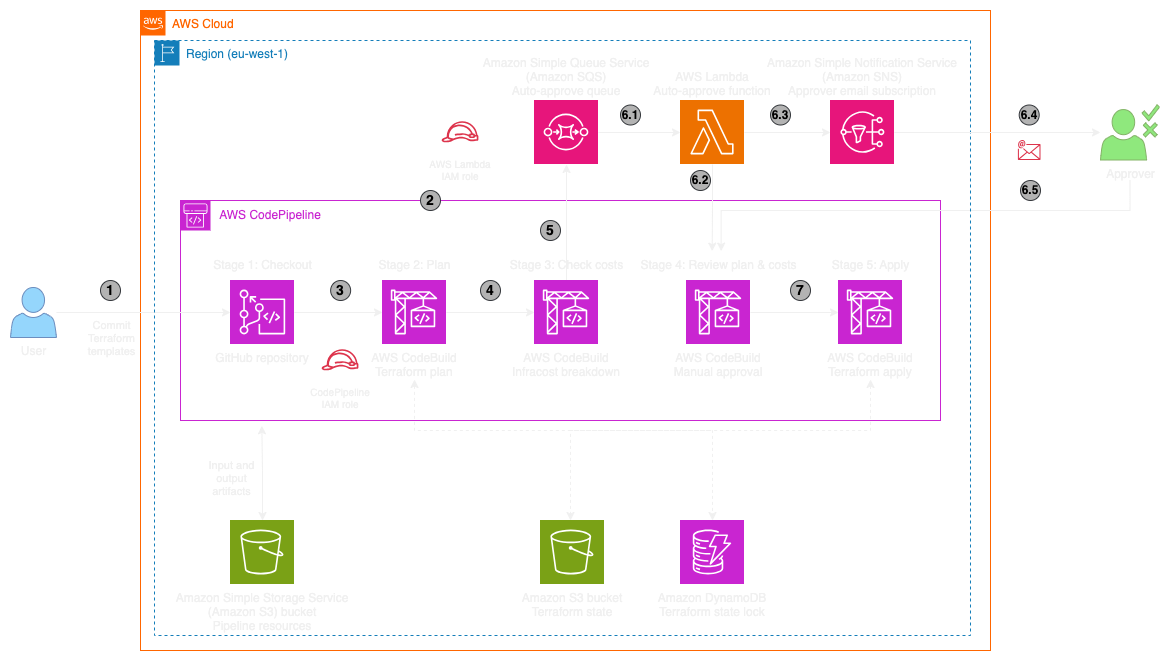 aws
AWS Cloud
Region (eu-west-1)
Amazon Simple Queue Service
(Amazon SQS)
Auto-approve queue
AWS Lambda
Auto-approve function
Amazon Simple Notification Service
(Amazon SNS)
Approver email subscription
6.1
6.3
6.4
AWS Lambda
IAM role
6.2
6.5
Approver
2
AWS CodePipeline
5
Stage 1: Checkout
Stage 2: Plan
Stage 3: Check costs
Stage 4: Review plan & costs
Stage 5: Apply
1
3
4
7
Commit
Terraform
templates
User
GitHub repository
AWS CodeBuild
Terraform plan
AWS CodeBuild
Infracost breakdown
AWS CodeBuild
Manual approval
AWS CodeBuild
Terraform apply
CodePipeline
IAM role
Input and
output
artifacts
Amazon Simple Storage Service
(Amazon S3) bucket
Pipeline resources
Amazon S3 bucket
Terraform state
Amazon DynamoDB
Terraform state lock